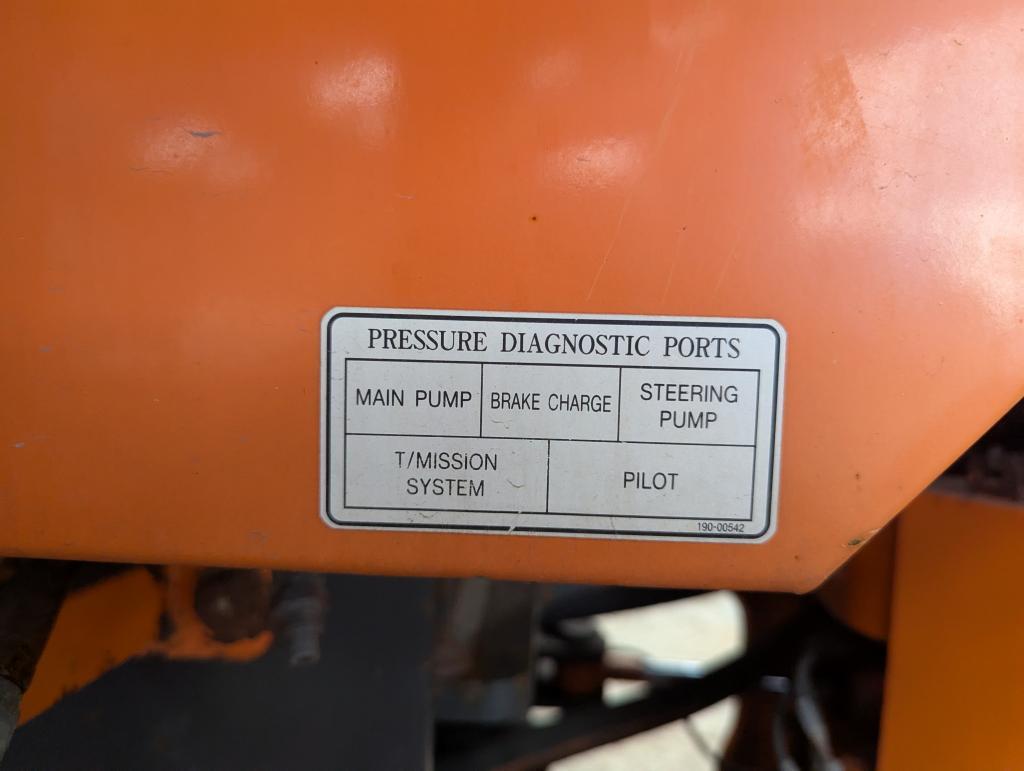 PRESSURE DIAGNOSTIC PORTS
MAIN PUMP
BRAKE CHARGE
STEERING
PUMP
T/MISSION
SYSTEM
PILOT
190-00542